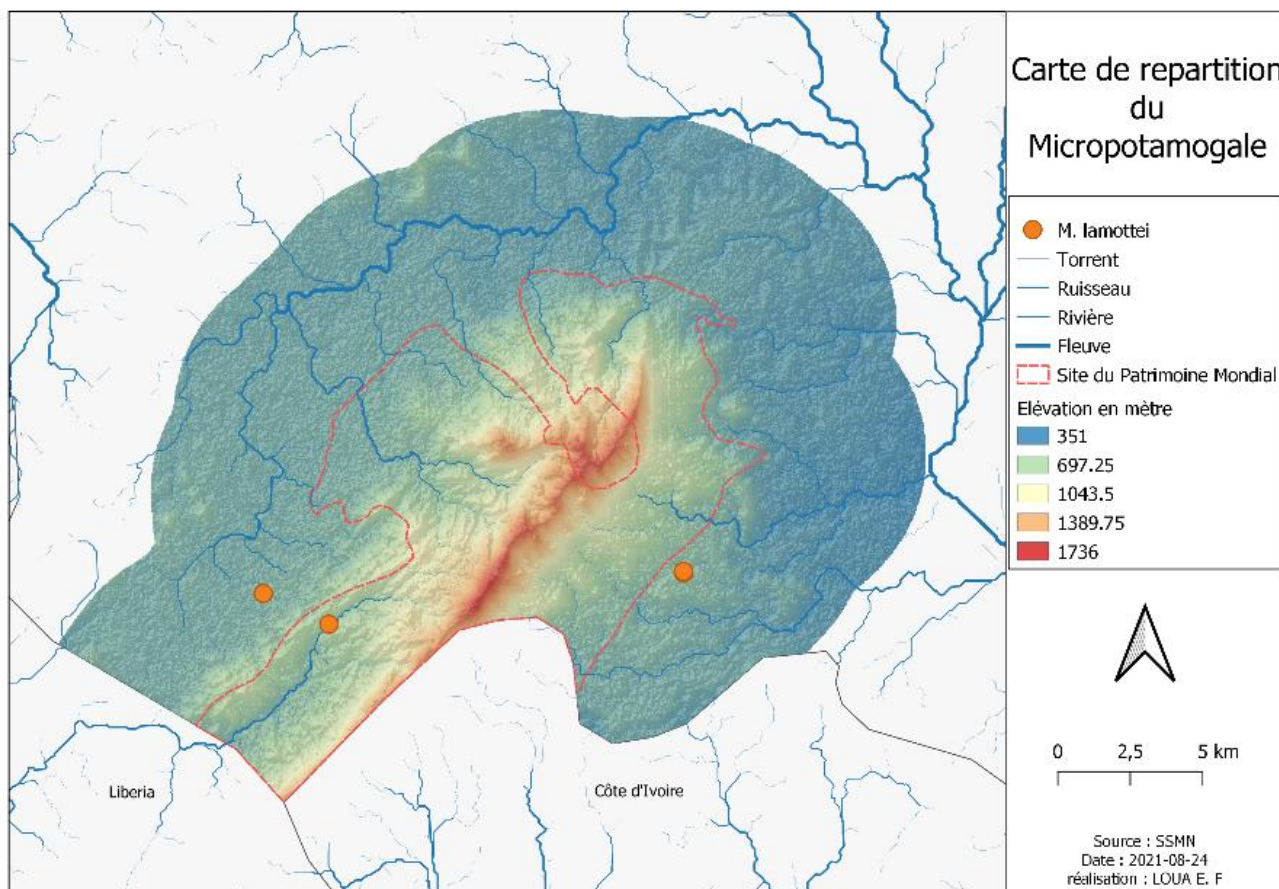 Carte de repartition
du
Micropotamogale
M. lamottei
Torrent
Ruisseau
Rivière
Fleuve
Site du Patrimoine Mondial
Elévation en mètre
351
697.25
1043.5
1389.75
1736
0 2,5 5 km
Liberia
Côte d'Ivoire
Source : SSMN
Date : 2021-08-24
réalisation : LOUA E. F